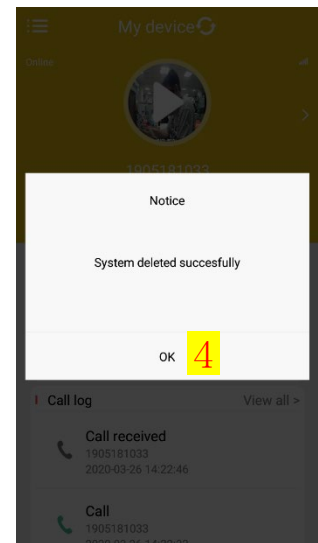 My device
Online
1905181033
Notice
System deleted succesfully
OK 4
Call log View all >
Call received
1905181033
2020-03-26 14:22:46
Call
1905181033